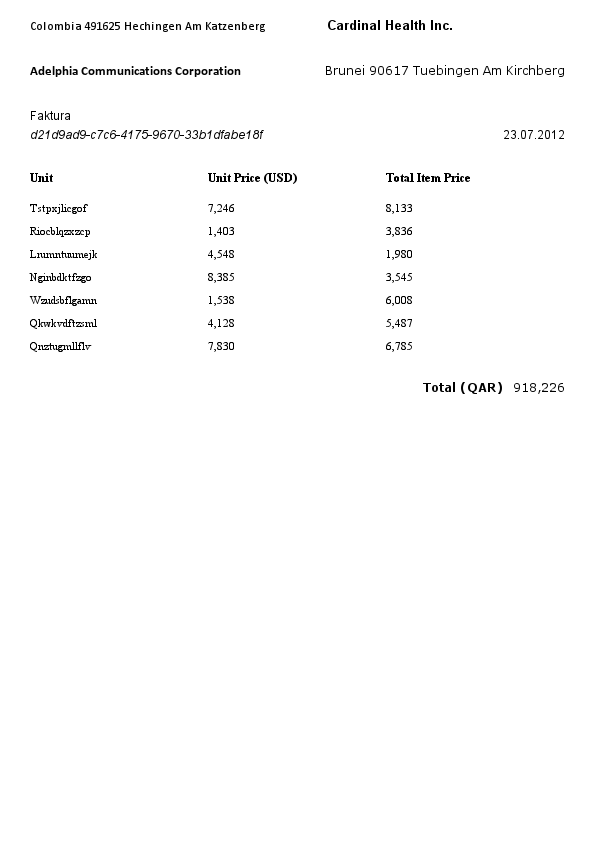 Colombia 491625 Hechingen Am Katzenberg Cardinal Health Inc.
Adelphia Communications Corporation Brunei 90617 Tuebingen Am Kirchberg
Faktura
d21d9ad9-c7c6-4175-9670-33b1dfabe18f 23.07.2012
Unit Unit Price (USD) Total Item Price
Tstpxjlicgof 7,246 8,133
Riocblqzxzcp 1,403 3,836
Lnumntuumejk 4,548 1,980
Nginbdktfzgo 8,385 3,545
Wzudsbflgamn 1,538 6,008
Qkwkvdftzsml 4,128 5,487
Qnztugmllflv 7,830 6,785
Total (QAR) 918,226